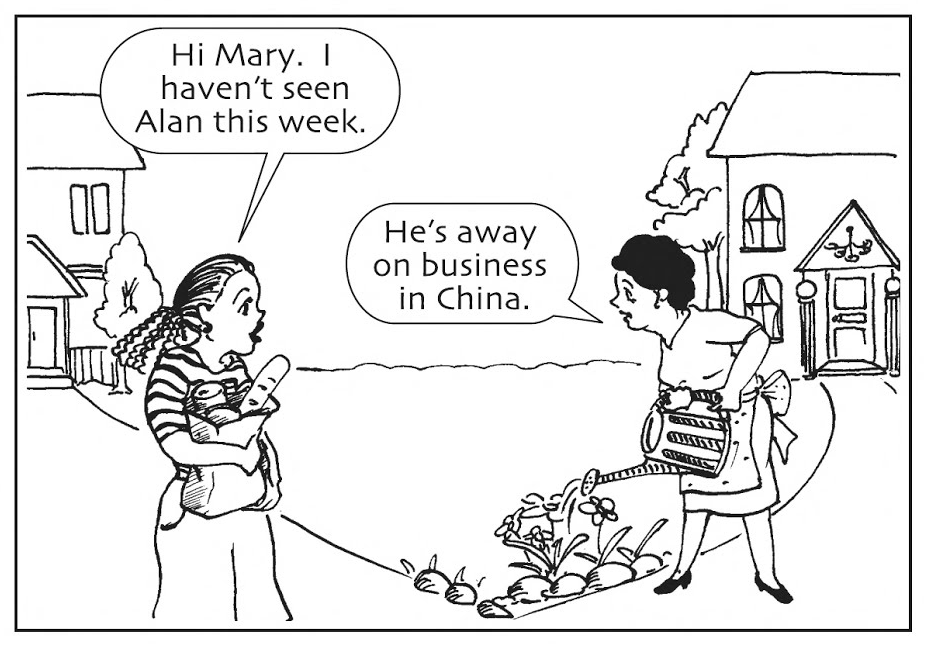 Hi Mary.  I
haven't seen
Alan this week.
He's away
on business
in China.